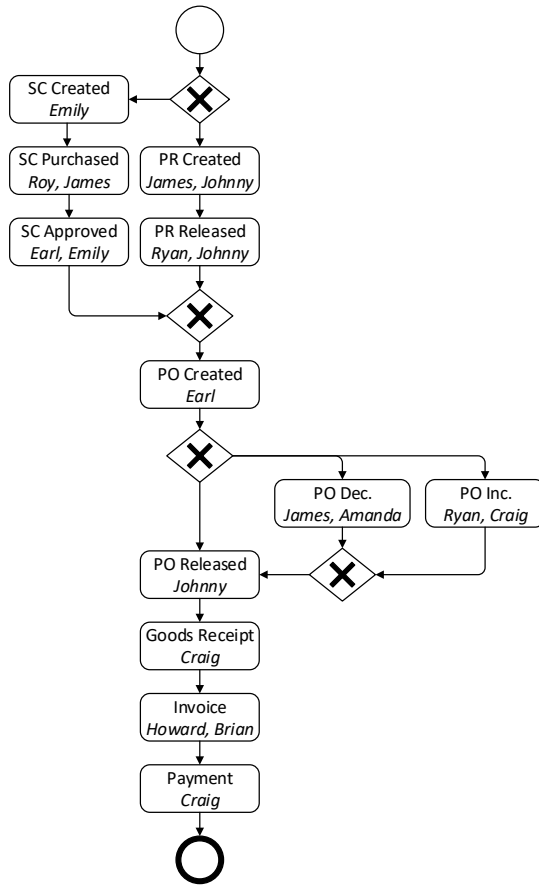 SC Created
Emily
SC Purchased
Roy, James
PR Created
James, Johnny
SC Approved
Earl, Emily
PR Released
Ryan, Johnny
PO Created
Earl
PO Dec.
James, Amanda
PO Inc.
Ryan, Craig
PO Released
Johnny
Goods Receipt
Craig
Invoice
Howard, Brian
Payment
Craig